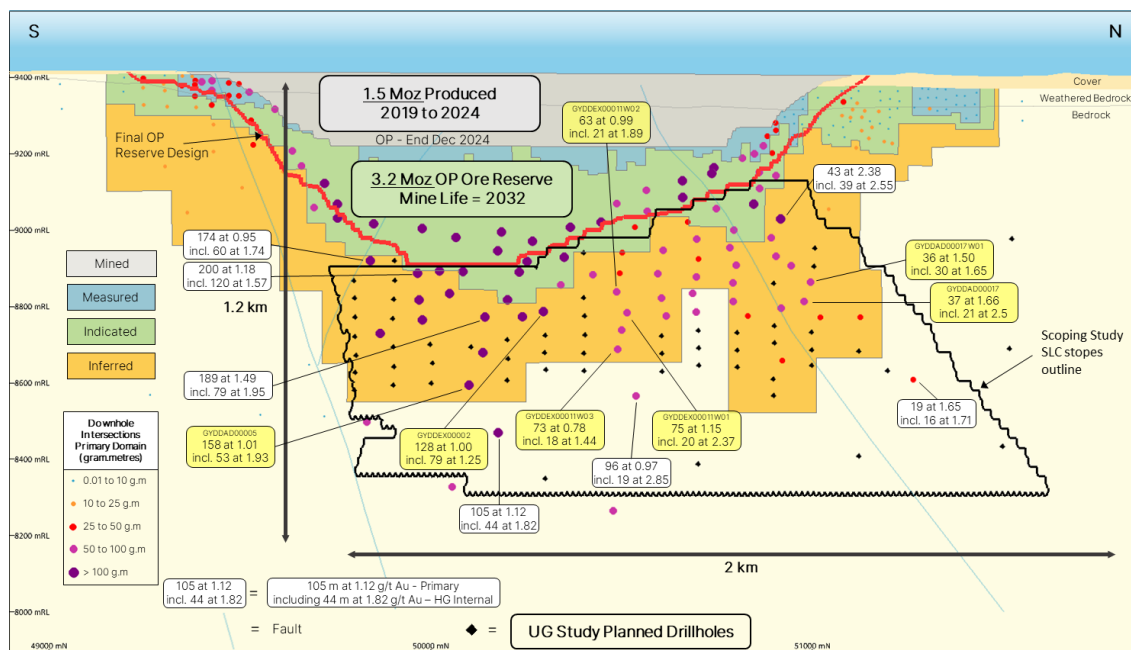 S
N
9400 mRL
9200 mRL
9000 mRL
8800 mRL
8600 mRL
8400 mRL
8200 mRL
8000 mRL
Cover
Weathered Bedrock
Bedrock
1.5 Moz Produced
2019 to 2024
OP - End Dec 2024
Final OP
Reserve Design
3.2 Moz OP Ore Reserve
Mine Life = 2032
GYDDEX00011W02
63 at 0.99
incl. 21 at 1.89
43 at 2.38
incl. 39 at 2.55
174 at 0.95
incl. 60 at 1.74
200 at 1.18
incl. 120 at 1.57
GYDDAD00017W01
36 at 1.50
incl. 30 at 1.65
GYDDAD00017
37 at 1.66
incl. 21 at 2.5
Mined
Measured
Indicated
Inferred
1.2 km
Scoping Study
SLC stopes
outline
189 at 1.49
incl. 79 at 1.95
19 at 1.65
incl. 16 at 1.71
GYDDAD00005
158 at 1.01
incl. 53 at 1.93
GYDDEX00002
128 at 1.00
incl. 79 at 1.25
GYDDEX00011W03
73 at 0.78
incl. 18 at 1.44
GYDDEX00011W01
75 at 1.15
incl. 20 at 2.37
96 at 0.97
incl. 19 at 2.85
105 at 1.12
incl. 44 at 1.82
Downhole
Intersections
Primary Domain
(gram.metres)
0.01 to 10 g.m
10 to 25 g.m
25 to 50 g.m
50 to 100 g.m
> 100 g.m
2 km
105 at 1.12
incl. 44 at 1.82
=
105 m at 1.12 g/t Au - Primary
including 44 m at 1.82 g/t Au – HG Internal
= Fault
=
UG Study Planned Drillholes
49000 mN
50000 mN
51000 mN